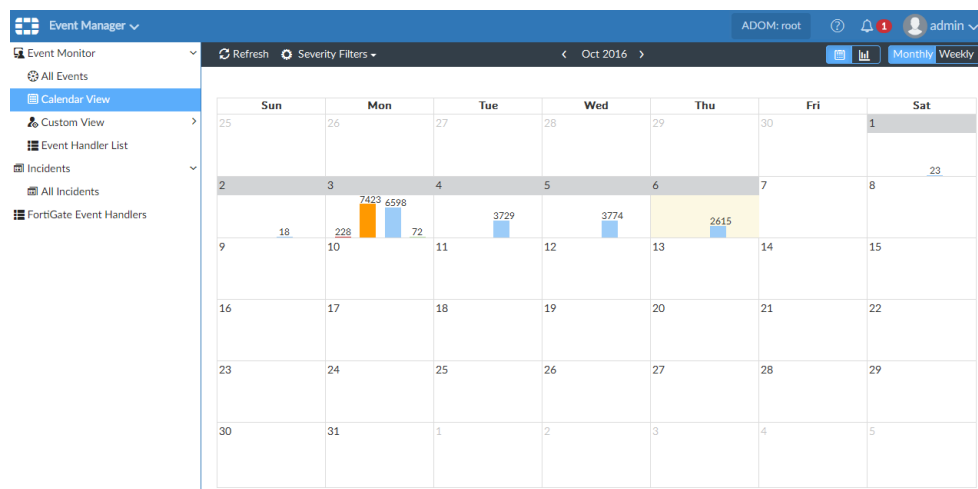 Event Manager ADOM: root 1 admin
Event Monitor Refresh Severity Filters Oct 2016 Monthly Weekly
All Events
Calendar View Sun Mon Tue Wed Thu Fri Sat
Custom View 25 26 27 28 29 30 1
Event Handler List
Incidents 23
All Incidents 2 3 4 5 6 7 8
7423 6598
FortiGate Event Handlers 3729 3774 2615
18 228 72
9 10 11 12 13 14 15
16 17 18 19 20 21 22
23 24 25 26 27 28 29
30 31 1 2 3 4 5